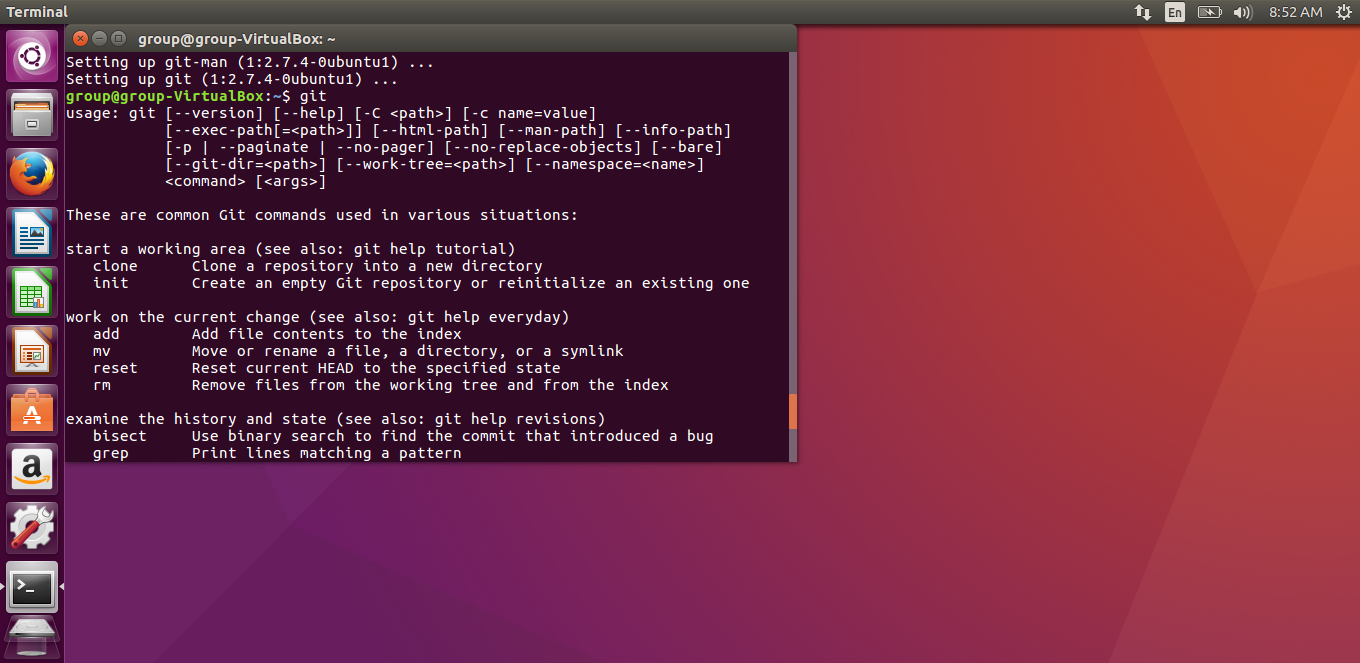 Terminal
En
8:52 AM
group@group-VirtualBox: ~
Setting up git-man (1:2.7.4-0ubuntu1) ...
Setting up git (1:2.7.4-0ubuntu1) ...
group@group-VirtualBox:~$ git
usage: git [--version] [--help] [-C <path>] [-c name=value]
           [--exec-path[=<path>]] [--html-path] [--man-path] [--info-path]
           [-p | --paginate | --no-pager] [--no-replace-objects] [--bare]
           [--git-dir=<path>] [--work-tree=<path>] [--namespace=<name>]
           <command> [<args>]
These are common Git commands used in various situations:
start a working area (see also: git help tutorial)
   clone      Clone a repository into a new directory
   init       Create an empty Git repository or reinitialize an existing one
work on the current change (see also: git help everyday)
   add        Add file contents to the index
   mv         Move or rename a file, a directory, or a symlink
   reset      Reset current HEAD to the specified state
   rm         Remove files from the working tree and from the index
examine the history and state (see also: git help revisions)
   bisect     Use binary search to find the commit that introduced a bug
   grep       Print lines matching a pattern